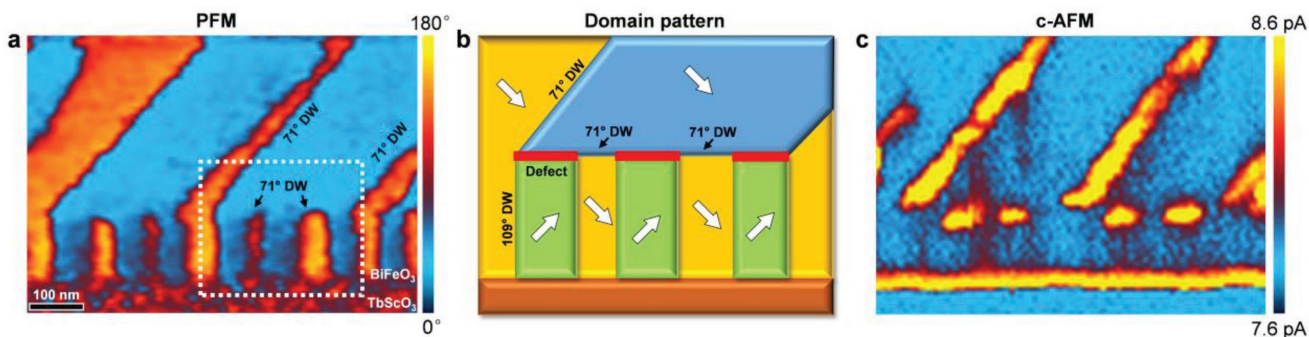 a
PFM
180°
71° DW
71° DW
71° DW
BiFeO3
TbScO3
100 nm
0°
b
Domain pattern
71° DW
71° DW
71° DW
Defect
109° DW
c
c-AFM
8.6 pA
7.6 pA